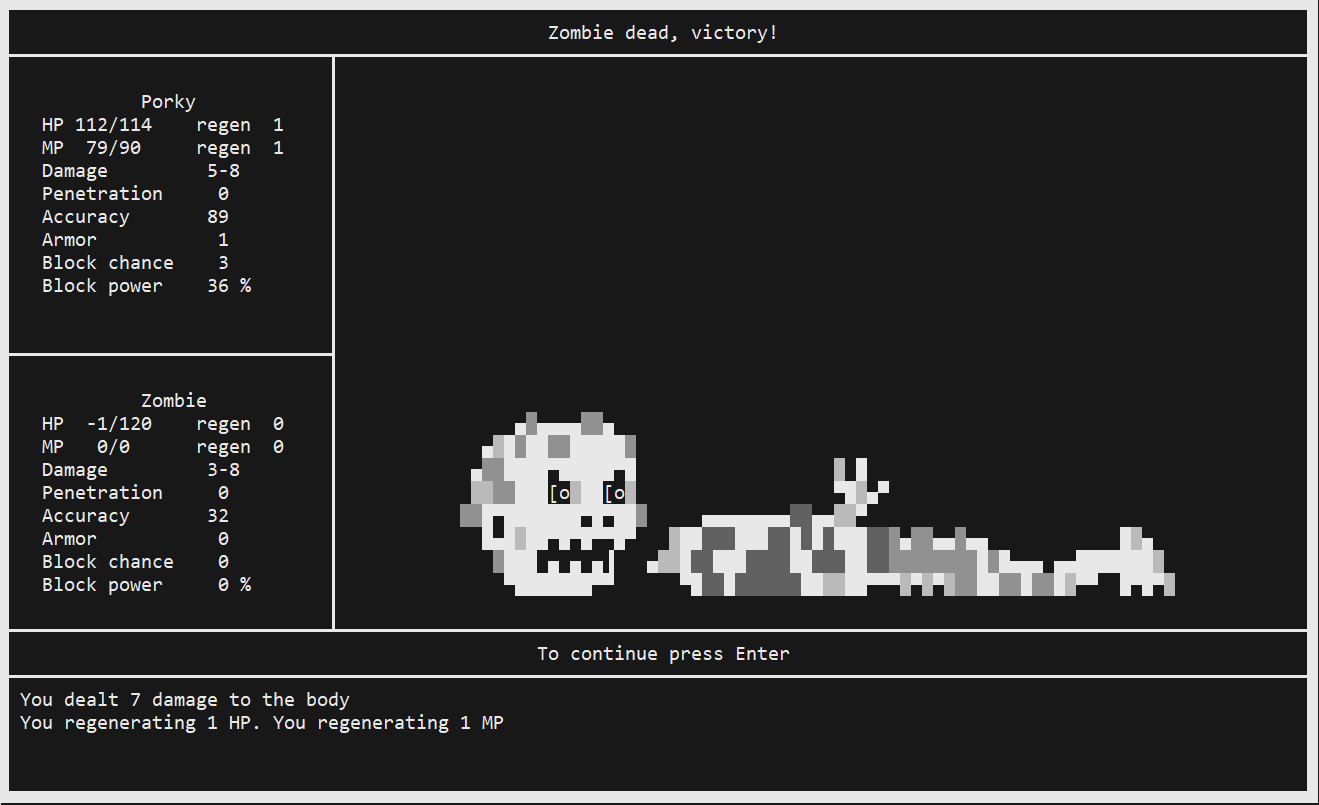 Zombie dead, victory!
Porky
HP 112/114 regen 1
MP 79/90 regen 1
Damage 5-8
Penetration 0
Accuracy 89
Armor 1
Block chance 3
Block power 36 %
Zombie
HP -1/120 regen 0
MP 0/0 regen 0
Damage 3-8
Penetration 0
Accuracy 32
Armor 0
Block chance 0
Block power 0 %
[o [o
To continue press Enter
You dealt 7 damage to the body
You regenerating 1 HP. You regenerating 1 MP